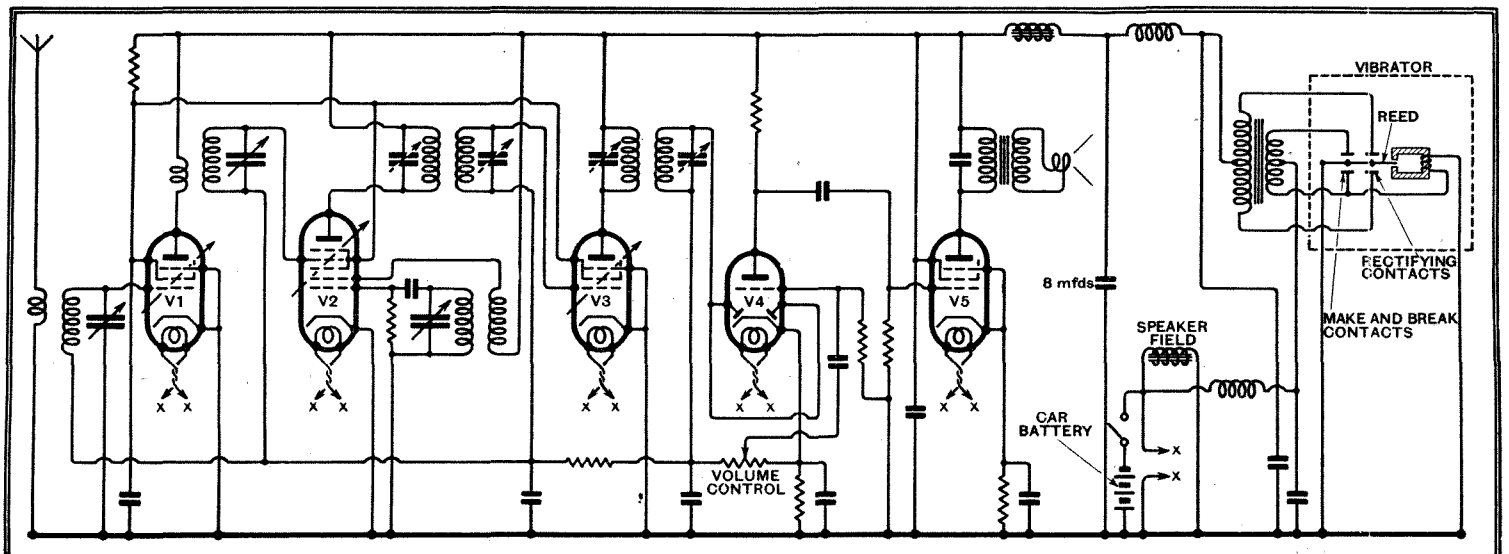 VIBRATOR
REED
V1
V2
V3
V4
V5
8 mfds
RECTIFYING
CONTACTS
MAKE AND BREAK
CONTACTS
SPEAKER
FIELD
X X
X X
X X
X X
X X
CAR
BATTERY
X
X
VOLUME
CONTROL